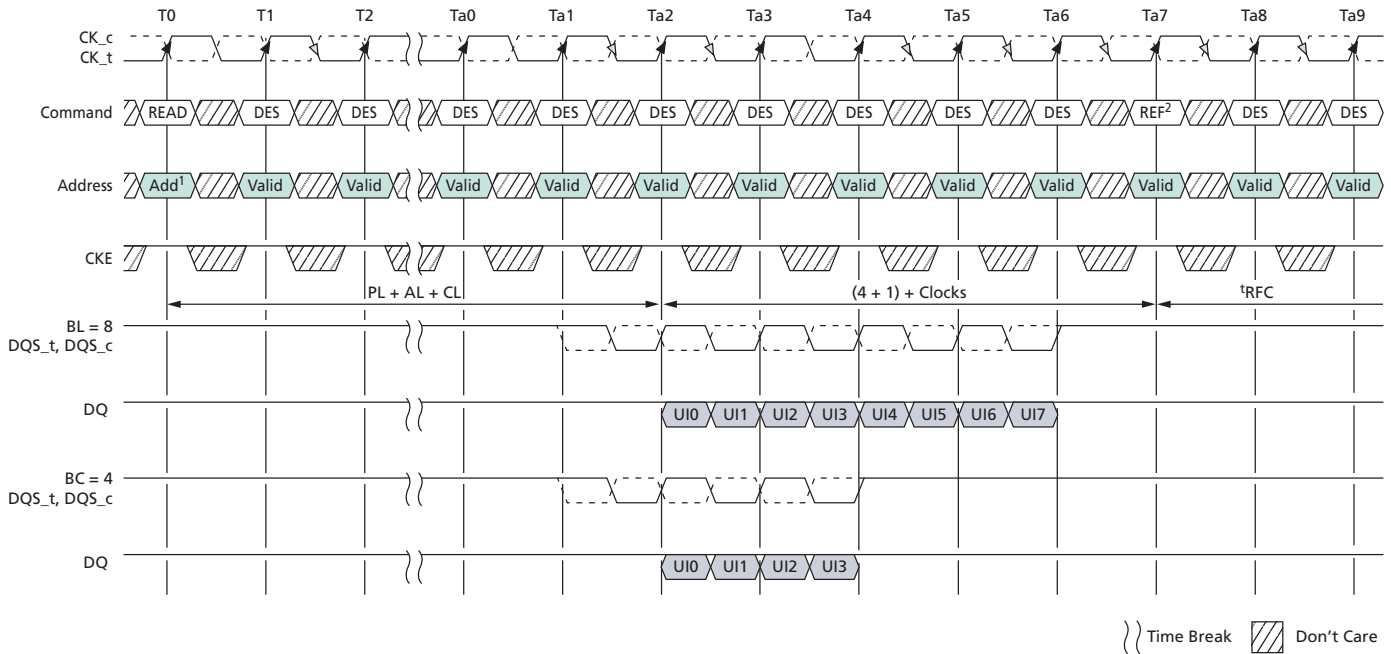 T0 T1 T2 Ta0 Ta1 Ta2 Ta3 Ta4 Ta5 Ta6 Ta7 Ta8 Ta9
CK_c
CK_t
Command READ DES DES DES DES DES DES DES DES DES REF2 DES DES
Address Add1 Valid Valid Valid Valid Valid Valid Valid Valid Valid Valid Valid Valid
CKE
PL + AL + CL (4 + 1) + Clocks tRFC
BL = 8
DQS_t, DQS_c
DQ UI0 UI1 UI2 UI3 UI4 UI5 UI6 UI7
BC = 4
DQS_t, DQS_c
DQ UI0 UI1 UI2 UI3
Time Break Don't Care